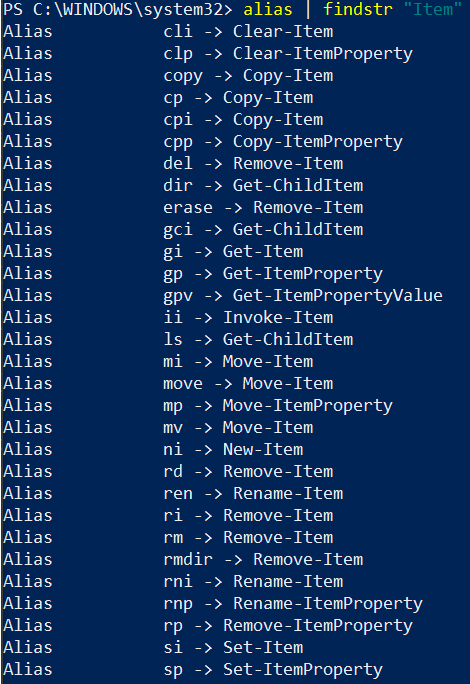 PS C:\WINDOWS\system32> alias | findstr "Item"
Alias           cli -> Clear-Item
Alias           clp -> Clear-ItemProperty
Alias           copy -> Copy-Item
Alias           cp -> Copy-Item
Alias           cpi -> Copy-Item
Alias           cpp -> Copy-ItemProperty
Alias           del -> Remove-Item
Alias           dir -> Get-ChildItem
Alias           erase -> Remove-Item
Alias           gci -> Get-ChildItem
Alias           gi -> Get-Item
Alias           gp -> Get-ItemProperty
Alias           gpv -> Get-ItemPropertyValue
Alias           ii -> Invoke-Item
Alias           ls -> Get-ChildItem
Alias           mi -> Move-Item
Alias           move -> Move-Item
Alias           mp -> Move-ItemProperty
Alias           mv -> Move-Item
Alias           ni -> New-Item
Alias           rd -> Remove-Item
Alias           ren -> Rename-Item
Alias           ri -> Remove-Item
Alias           rm -> Remove-Item
Alias           rmdir -> Remove-Item
Alias           rni -> Rename-Item
Alias           rnp -> Rename-ItemProperty
Alias           rp -> Remove-ItemProperty
Alias           si -> Set-Item
Alias           sp -> Set-ItemProperty